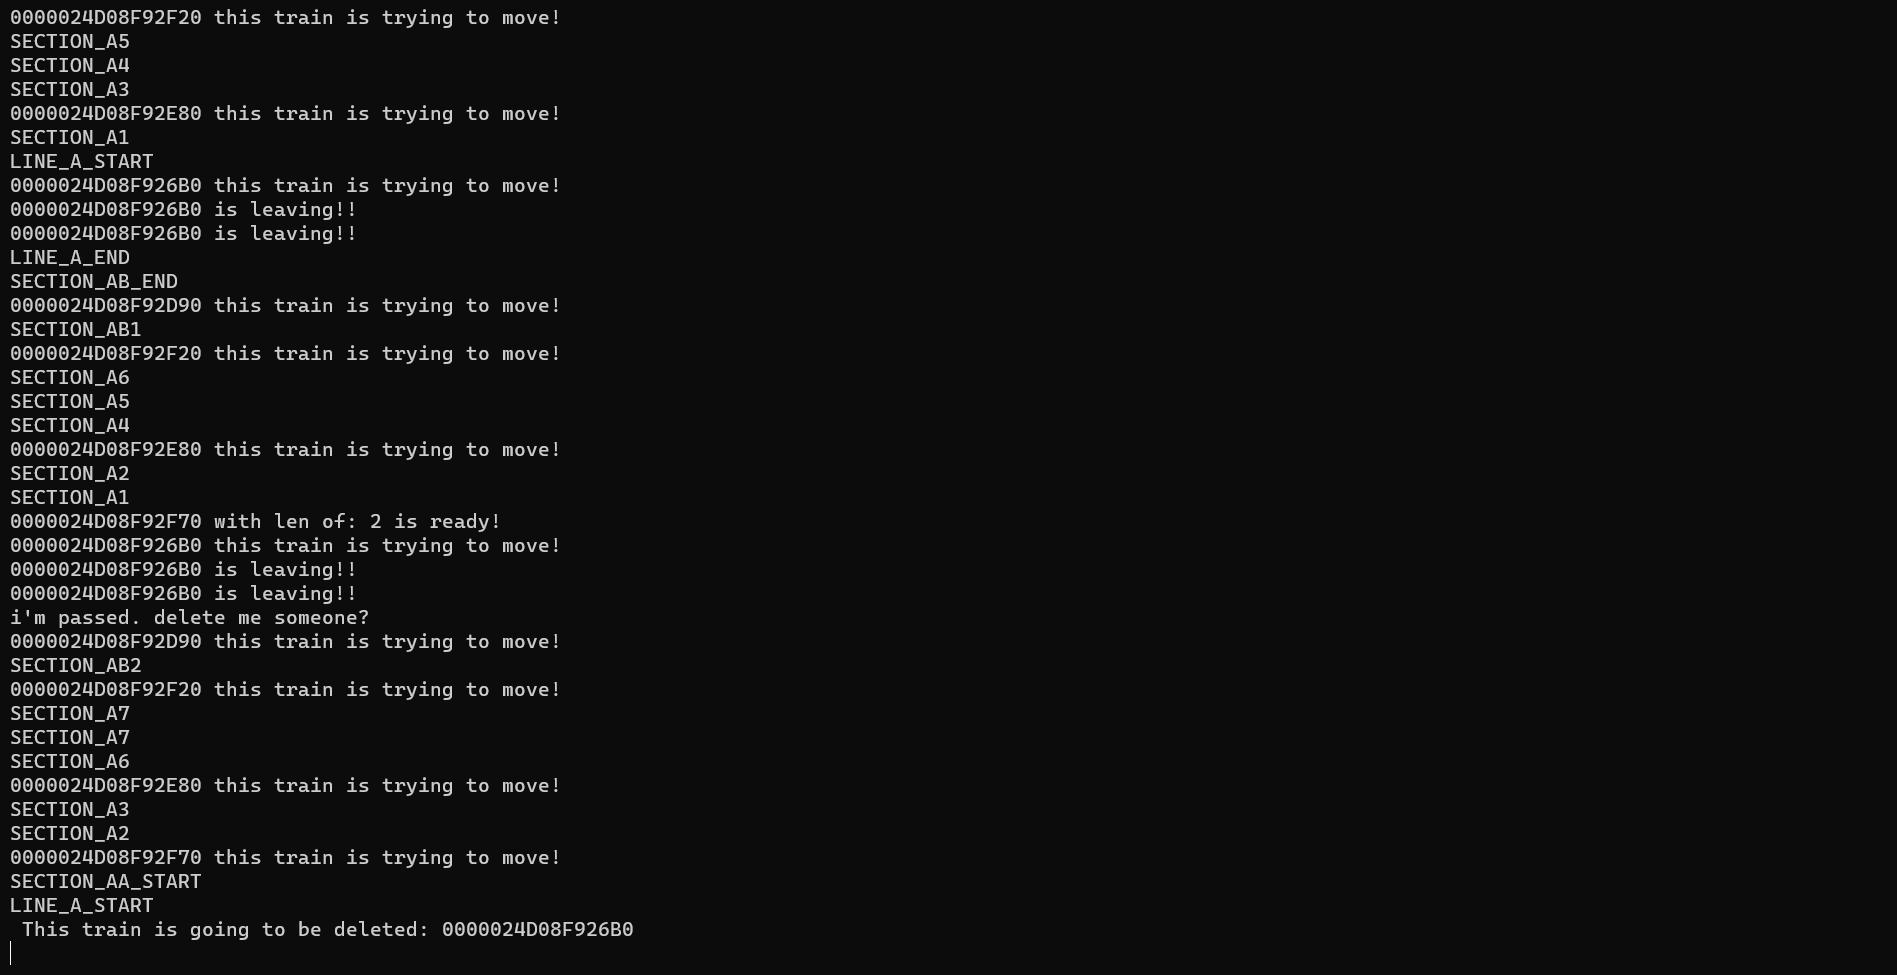 0000024D08F92F20 this train is trying to move!
SECTION_A5
SECTION_A4
SECTION_A3
0000024D08F92E80 this train is trying to move!
SECTION_A1
LINE_A_START
0000024D08F926B0 this train is trying to move!
0000024D08F926B0 is leaving!!
0000024D08F926B0 is leaving!!
LINE_A_END
SECTION_AB_END
0000024D08F92D90 this train is trying to move!
SECTION_AB1
0000024D08F92F20 this train is trying to move!
SECTION_A6
SECTION_A5
SECTION_A4
0000024D08F92E80 this train is trying to move!
SECTION_A2
SECTION_A1
0000024D08F92F70 with len of: 2 is ready!
0000024D08F926B0 this train is trying to move!
0000024D08F926B0 is leaving!!
0000024D08F926B0 is leaving!!
i'm passed. delete me someone?
0000024D08F92D90 this train is trying to move!
SECTION_AB2
0000024D08F92F20 this train is trying to move!
SECTION_A7
SECTION_A7
SECTION_A6
0000024D08F92E80 this train is trying to move!
SECTION_A3
SECTION_A2
0000024D08F92F70 this train is trying to move!
SECTION_AA_START
LINE_A_START
 This train is going to be deleted: 0000024D08F926B0